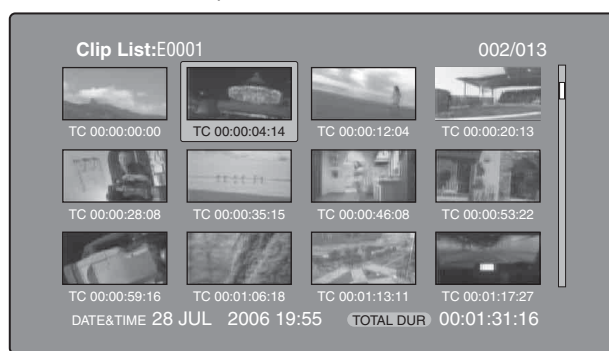 Clip List:E0001 002/013
TC 00:00:00:00 TC 00:00:04:14 TC 00:00:12:04 TC 00:00:20:13
TC 00:00:28:08 TC 00:00:35:15 TC 00:00:46:08 TC 00:00:53:22
TC 00:00:59:16 TC 00:01:06:18 TC 00:01:13:11 TC 00:01:17:27
DATE&TIME 28 JUL 2006 19:55 TOTAL DUR 00:01:31:16